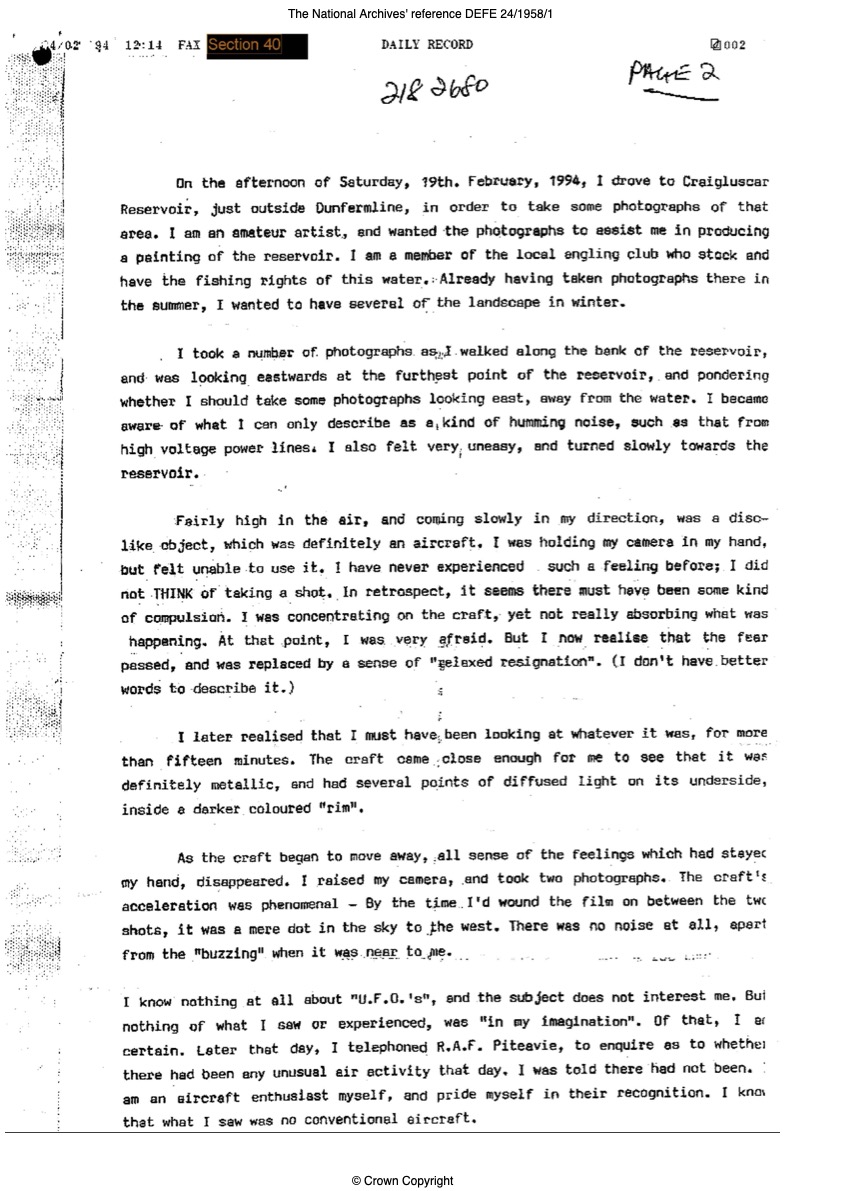 The National Archives' reference DEFE 24/1958/1
4/02 '94 12:14 FAX Section 40 DAILY RECORD 002
218 2680
PAGE 2
On the afternoon of Saturday, 19th. February, 1994, I drove to Craigluscar
Reservoir, just outside Dunfermline, in order to take some photographs of that
area. I am an amateur artist, and wanted the photographs to assist me in producing
a painting of the reservoir. I am a member of the local engling club who stock and
have the fishing rights of this water. Already having taken photographs there in
the summer, I wanted to have several of the landscape in winter.
I took a number of photographs as I walked along the bank of the reservoir,
and was looking eastwards at the furthest point of the reservoir, and pondering
whether I should take some photographs looking east, away from the water. I became
aware of what I can only describe as a kind of humming noise, such as that from
high voltage power lines. I also felt very uneasy, and turned slowly towards the
reservoir.
Fairly high in the air, and coming slowly in my direction, was a disc-
like object, which was definitely an aircraft. I was holding my camera in my hand,
but felt unable to use it. I have never experienced such a feeling before; I did
not THINK of taking a shot. In retrospect, it seems there must have been some kind
of compulsion. I was concentrating on the craft, yet not really absorbing what was
happening. At that point, I was very afraid. But I now realise that the fear
passed, and was replaced by a sense of "relaxed resignation". (I don't have better
words to describe it.)
I later realised that I must have been looking at whatever it was, for more
than fifteen minutes. The craft came close enough for me to see that it was
definitely metallic, and had several points of diffused light on its underside,
inside a darker coloured "rim".
As the craft began to move away, all sense of the feelings which had stayed
my hand, disappeared. I raised my camera, and took two photographs. The craft's
acceleration was phenomenal - By the time I'd wound the film on between the two
shots, it was a mere dot in the sky to the west. There was no noise at all, apart
from the "buzzing" when it was near to me.
I know nothing at all about "U.F.O.'s", and the subject does not interest me. But
nothing of what I saw or experienced, was "in my imagination". Of that, I am
certain. Later that day, I telephoned R.A.F. Piteavie, to enquire as to whether
there had been any unusual air activity that day. I was told there had not been.
am an aircraft enthusiast myself, and pride myself in their recognition. I know
that what I saw was no conventional aircraft.
© Crown Copyright